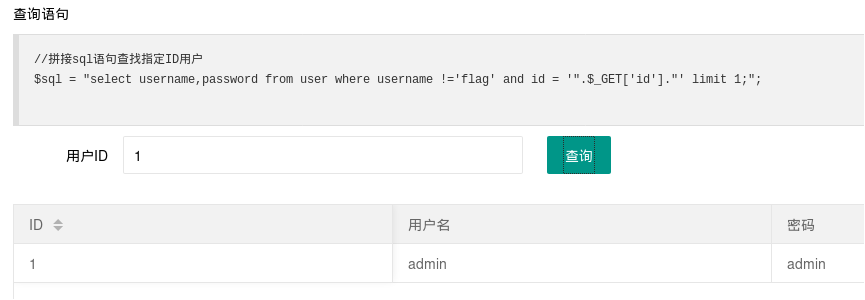 查询语句
//拼接sql语句查找指定ID用户
$sql = "select username,password from user where username !='flag' and id = '".$_GET['id']."' limit 1;";
用户ID 1 查询
ID 用户名 密码
1 admin admin